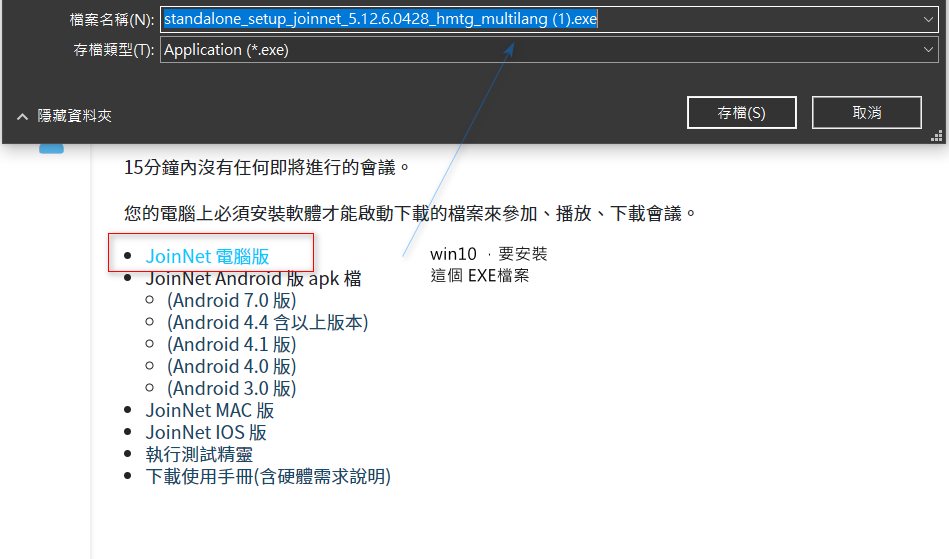 檔案名稱(N): standalone_setup_joinnet_5.12.6.0428_hmtg_multilang (1).exe
存檔類型(T): Application (*.exe)
隱藏資料夾 存檔(S) 取消
15分鐘內沒有任何即將進行的會議。
您的電腦上必須安裝軟體才能啟動下載的檔案來參加、播放、下載會議。
JoinNet 電腦版
win10 ，要安裝
這個 EXE檔案
JoinNet Android 版 apk 檔
(Android 7.0 版)
(Android 4.4 含以上版本)
(Android 4.1 版)
(Android 4.0 版)
(Android 3.0 版)
JoinNet MAC 版
JoinNet IOS 版
執行測試精靈
下載使用手冊(含硬體需求說明)